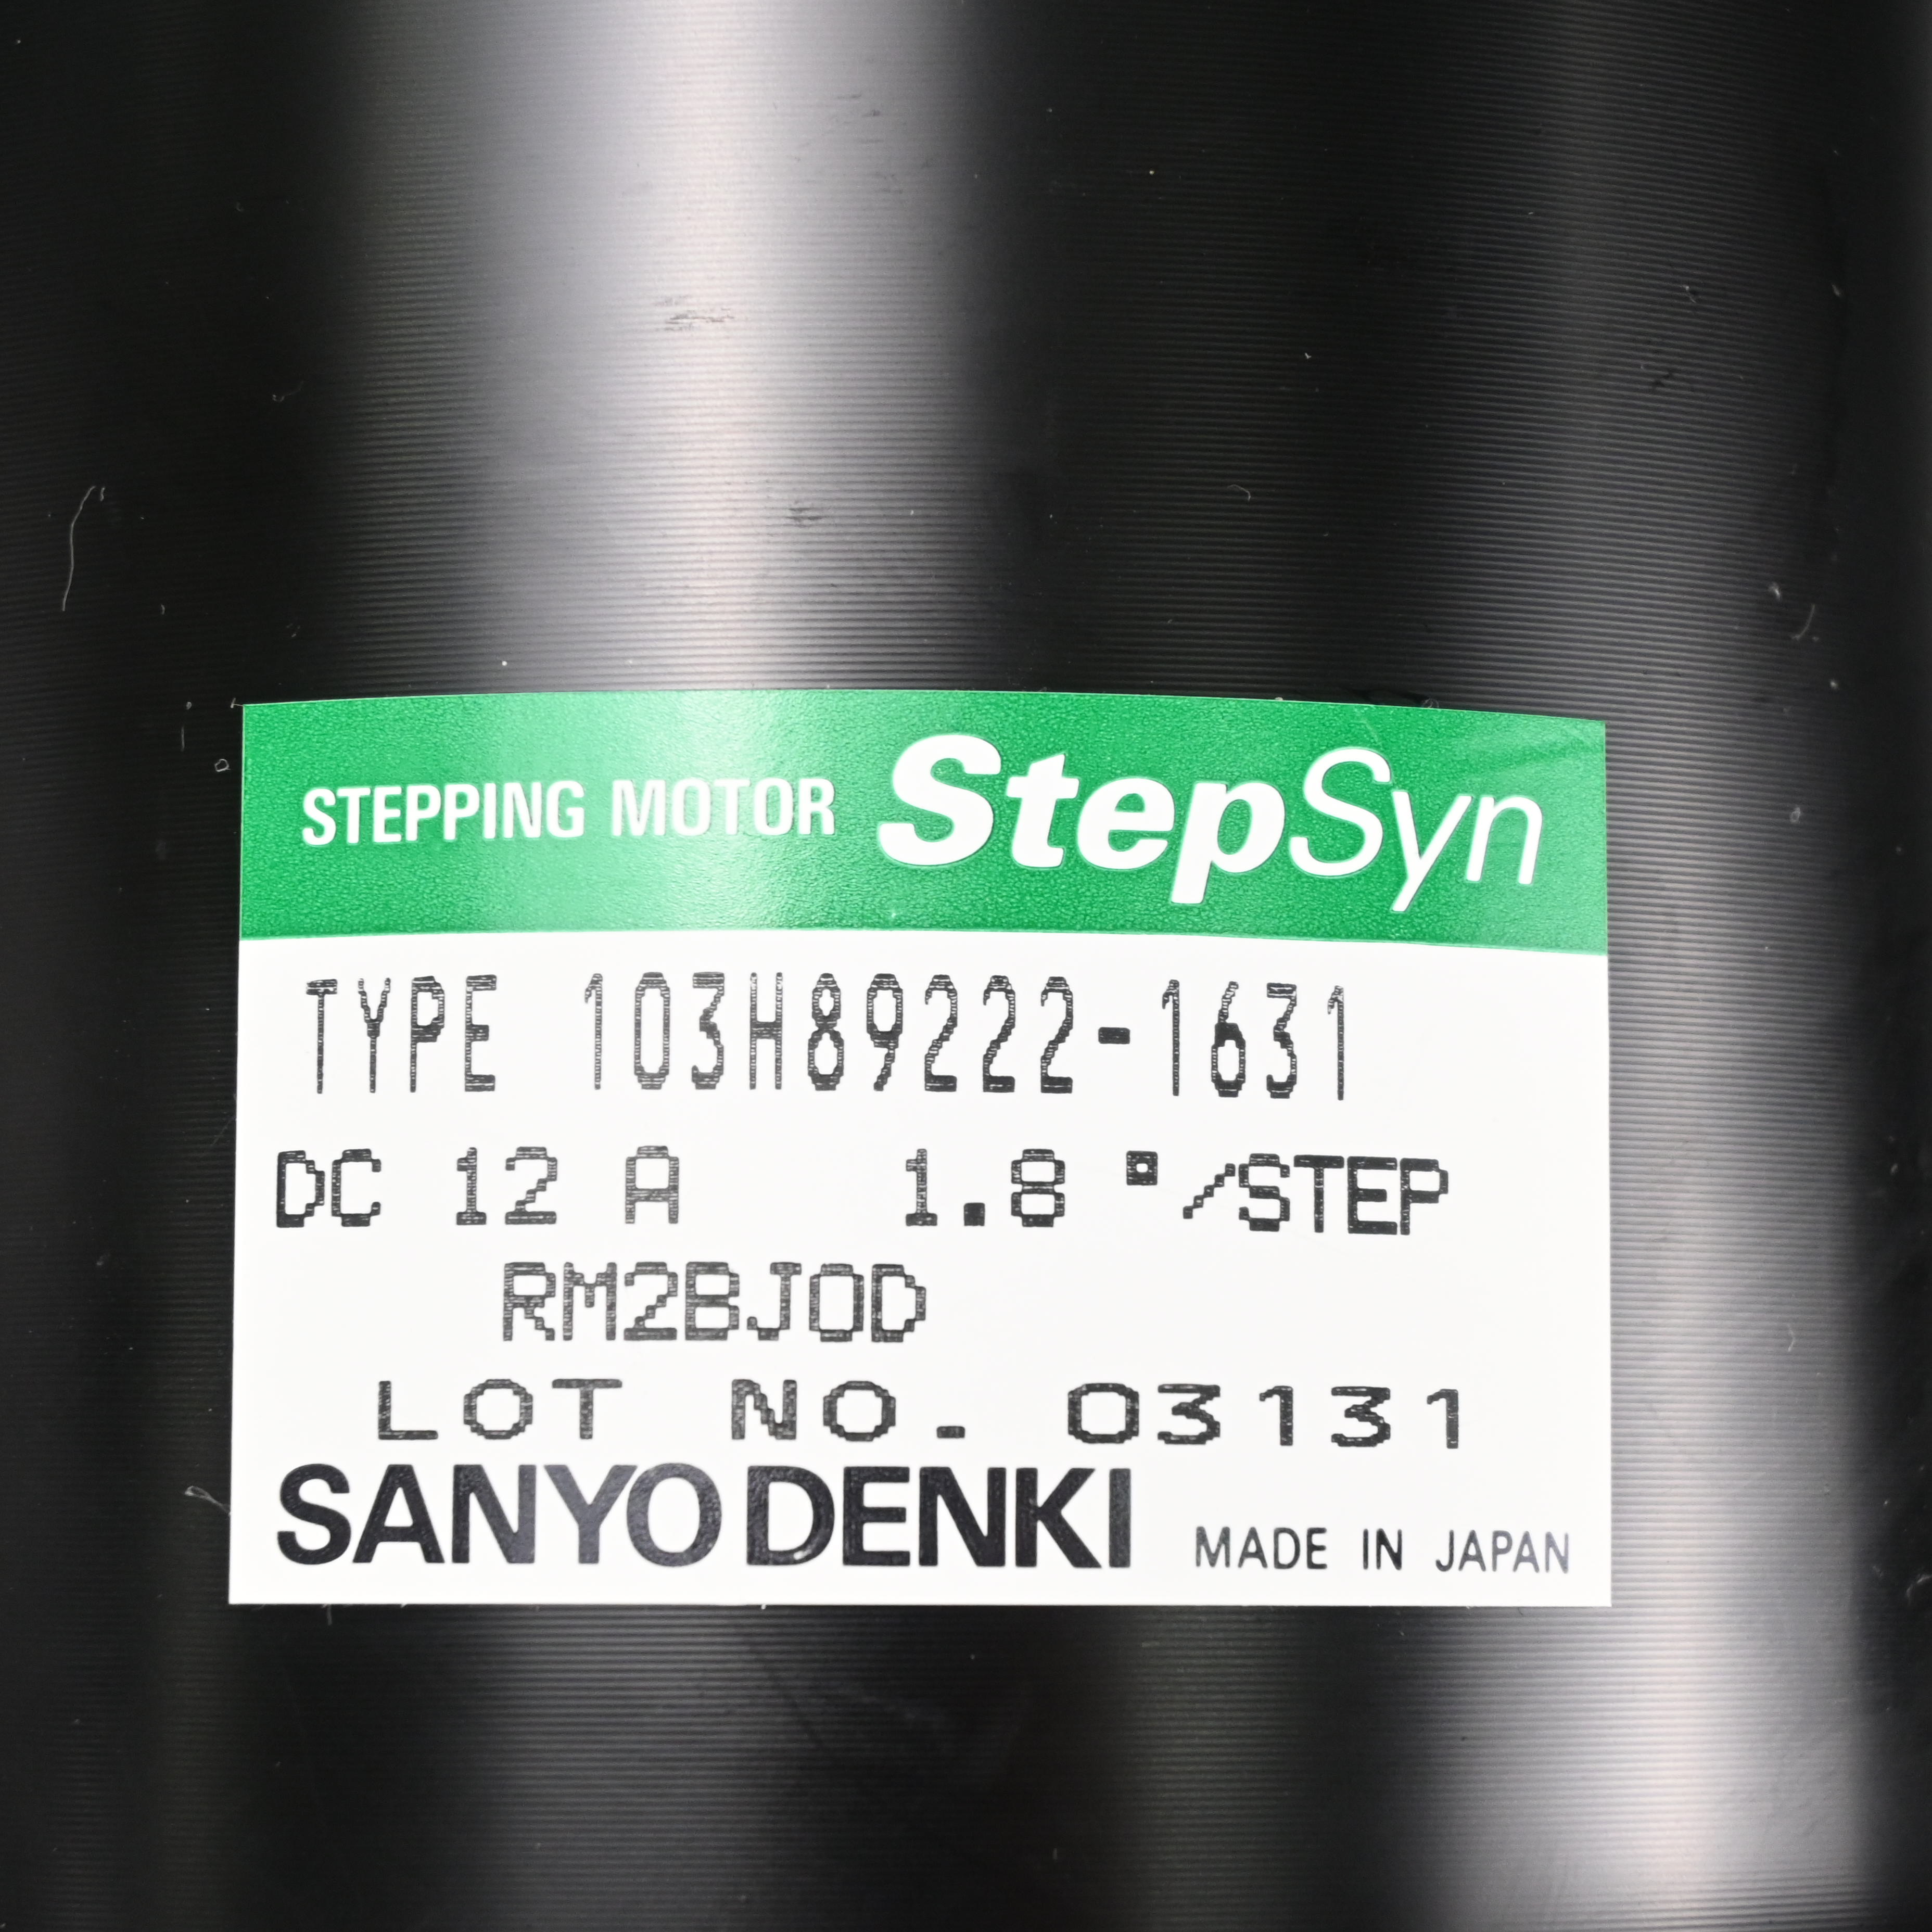 STEPPING MOTOR StepSyn
TYPE 103H89222-1631
DC 12 A 1.8 °/STEP
RM2BJ0D
LOT NO. 03131
SANYO DENKI MADE IN JAPAN